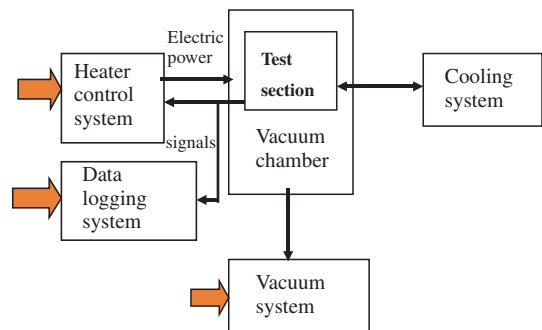 Electric
power
Heater
control
system
Test
section
Cooling
system
signals
Vacuum
chamber
Data
logging
system
Vacuum
system